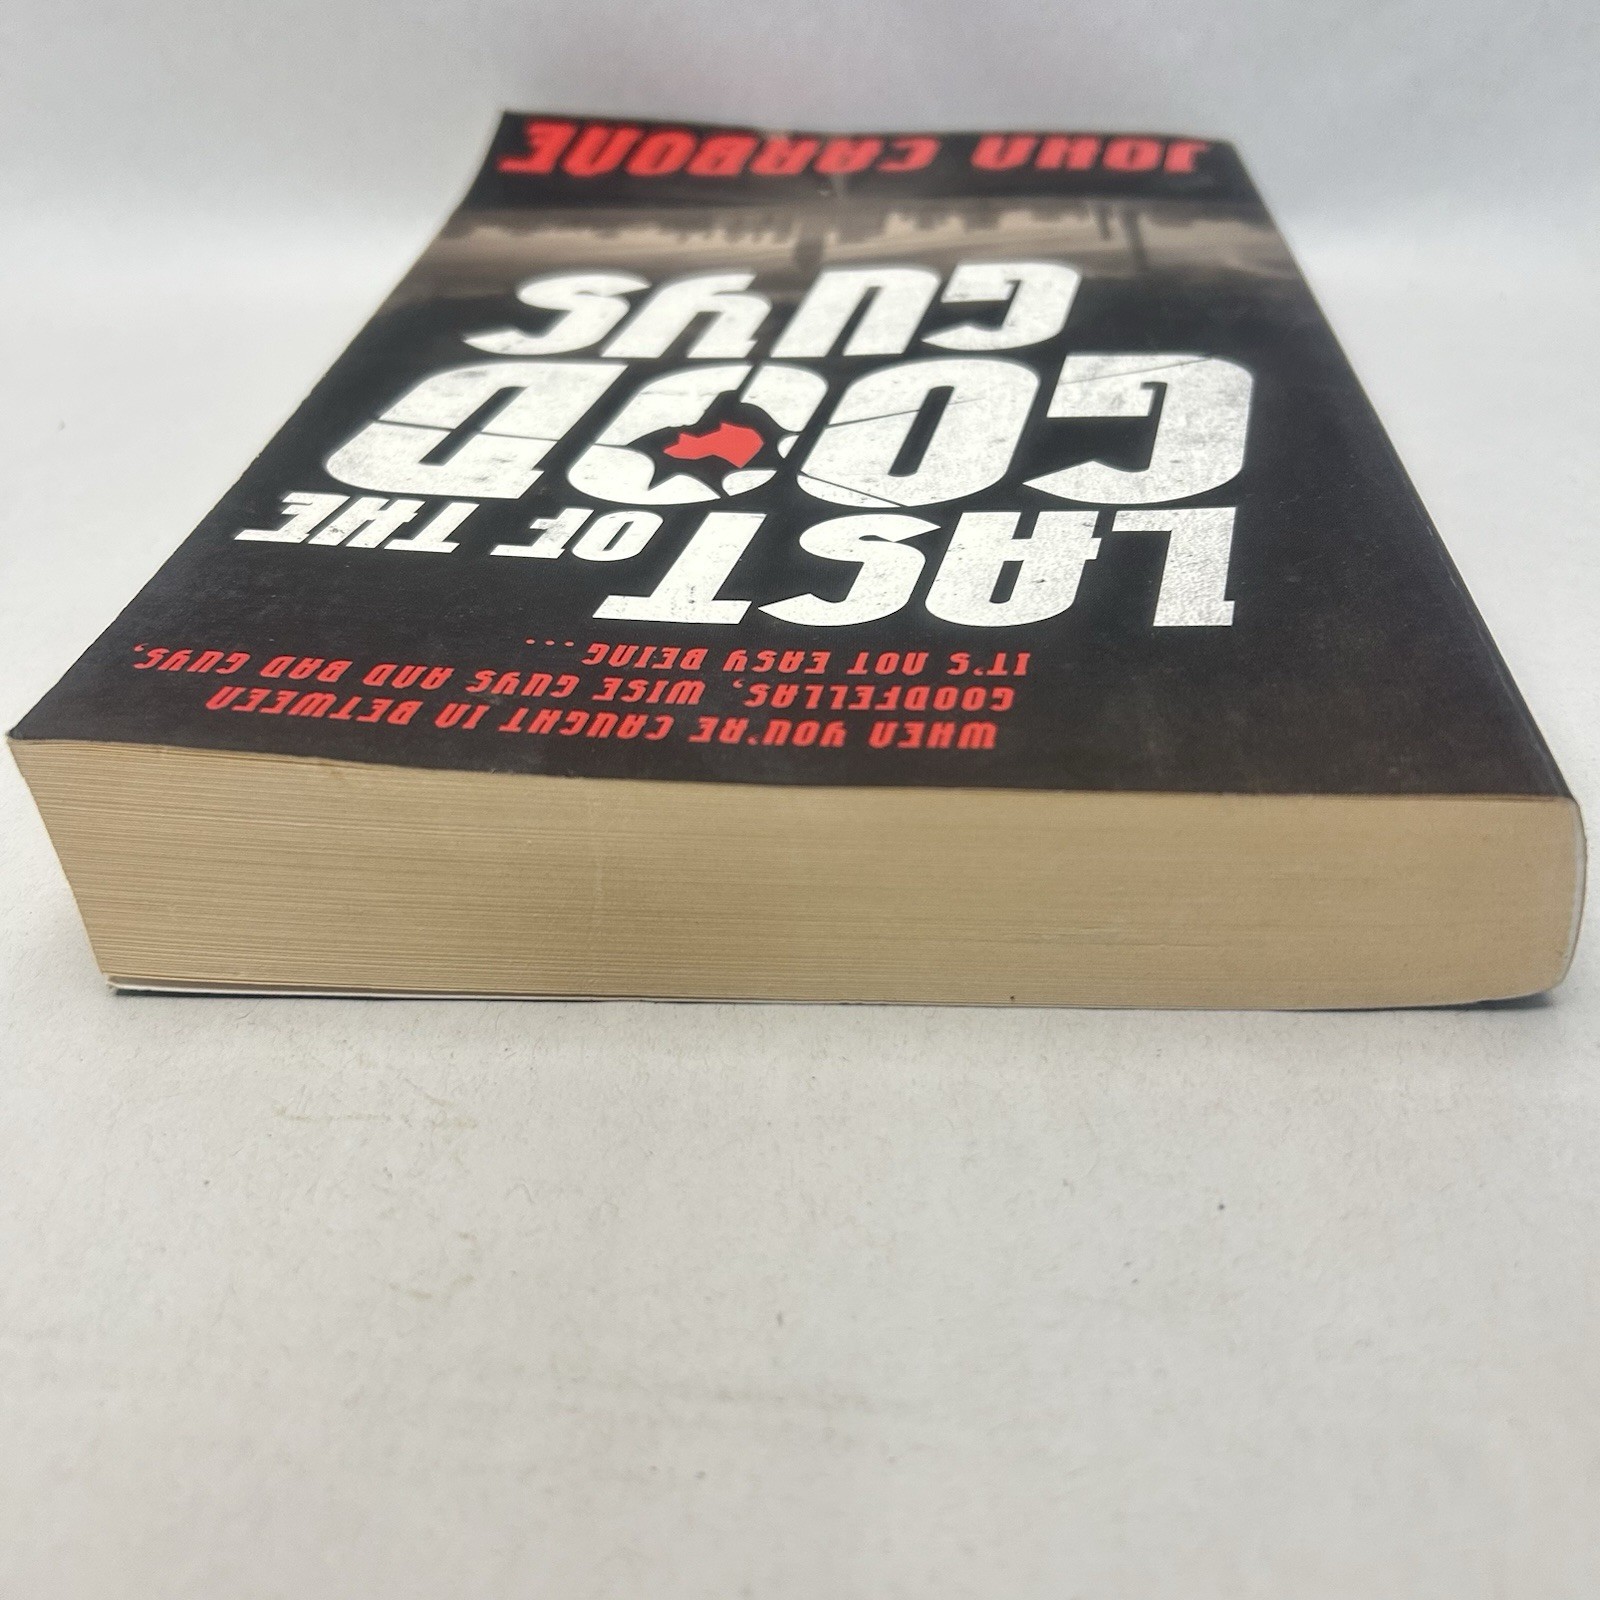 WHEN YOU'RE CAUGHT IN BETWEEN
GOODFELLAS, WISE GUYS AND BAD GUYS,
IT'S NOT EASY BEING...
LAST OF THE
GOOD
GUYS
JOHN CARBONE